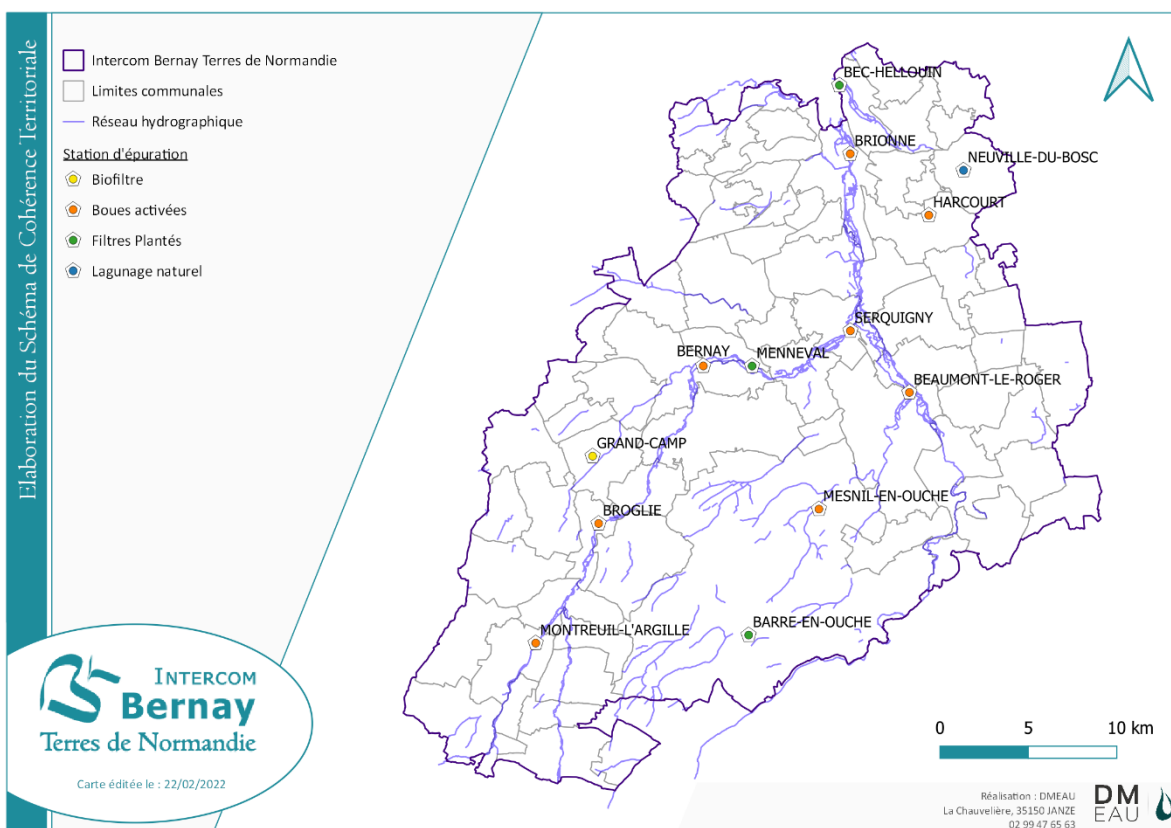 Elaboration du Schéma de Cohérence Territoriale
Intercom Bernay Terres de Normandie
Limites communales
Réseau hydrographique
Station d'épuration
Biofiltre
Boues activées
Filtres Plantés
Lagunage naturel
BEC-HELLOUIN
BRIONNE
NEUVILLE-DU-BOSC
HARCOURT
SERQUIGNY
BERNAY
MENNEVAL
BEAUMONT-LE-ROGER
GRAND-CAMP
MESNIL-EN-OUCHE
BROGLIE
BARRE-EN-OUCHE
MONTREUIL-L'ARGILLE
INTERCOM
Bernay
Terres de Normandie
Carte éditée le : 22/02/2022
0 5 10 km
Réalisation : DMEAU
La Chauvelière, 35150 JANZE
02 99 47 65 63
DM
EAU